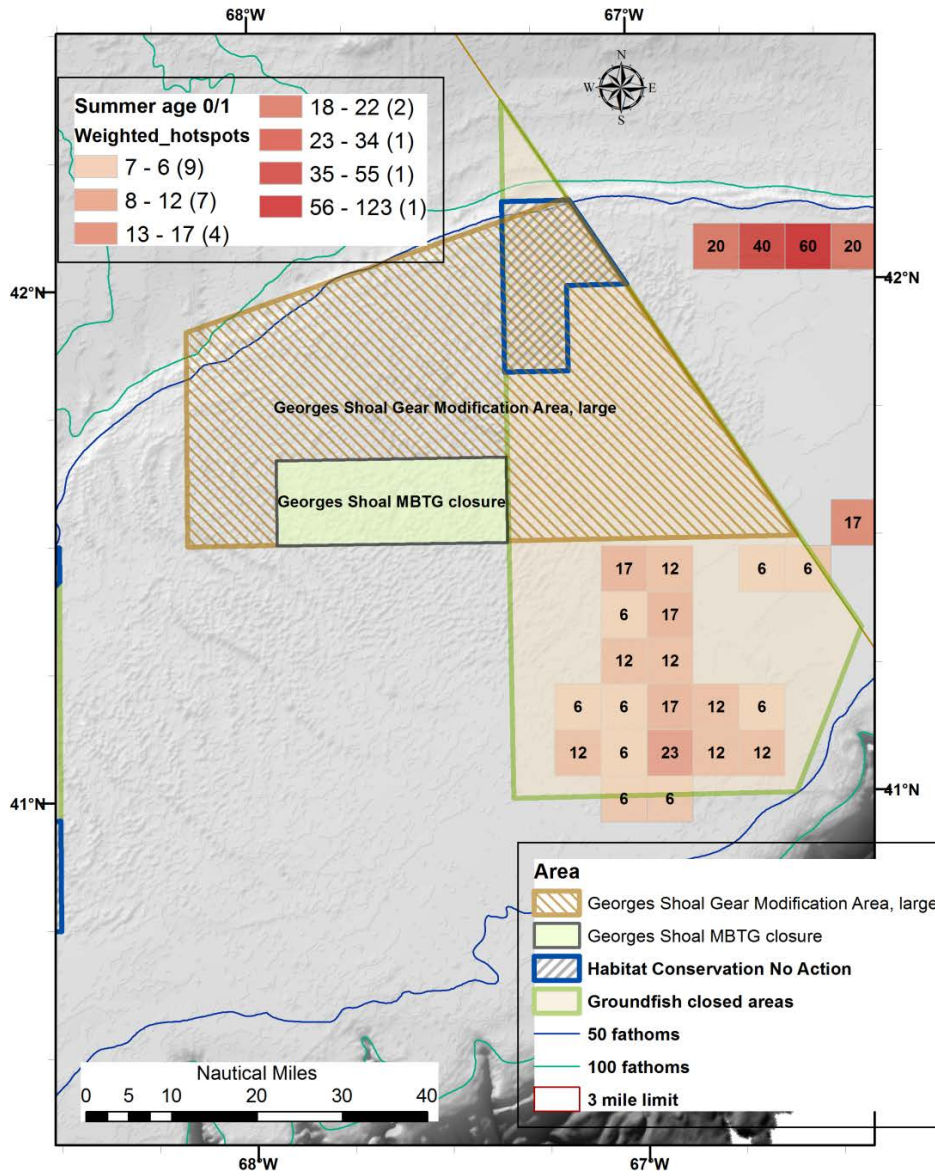 68°W 67°W
Summer age 0/1
Weighted_hotspots
7 - 6 (9)
8 - 12 (7)
13 - 17 (4)
18 - 22 (2)
23 - 34 (1)
35 - 55 (1)
56 - 123 (1)
N
W E
S
20 40 60 20
42°N 42°N
Georges Shoal Gear Modification Area, large
Georges Shoal MBTG closure
17
17 12 6 6
6 17
12 12
6 6 17 12 6
12 6 23 12 12
6 6
41°N 41°N
Area
Georges Shoal Gear Modification Area, large
Georges Shoal MBTG closure
Habitat Conservation No Action
Groundfish closed areas
50 fathoms
100 fathoms
3 mile limit
Nautical Miles
0 5 10 20 30 40
68°W 67°W